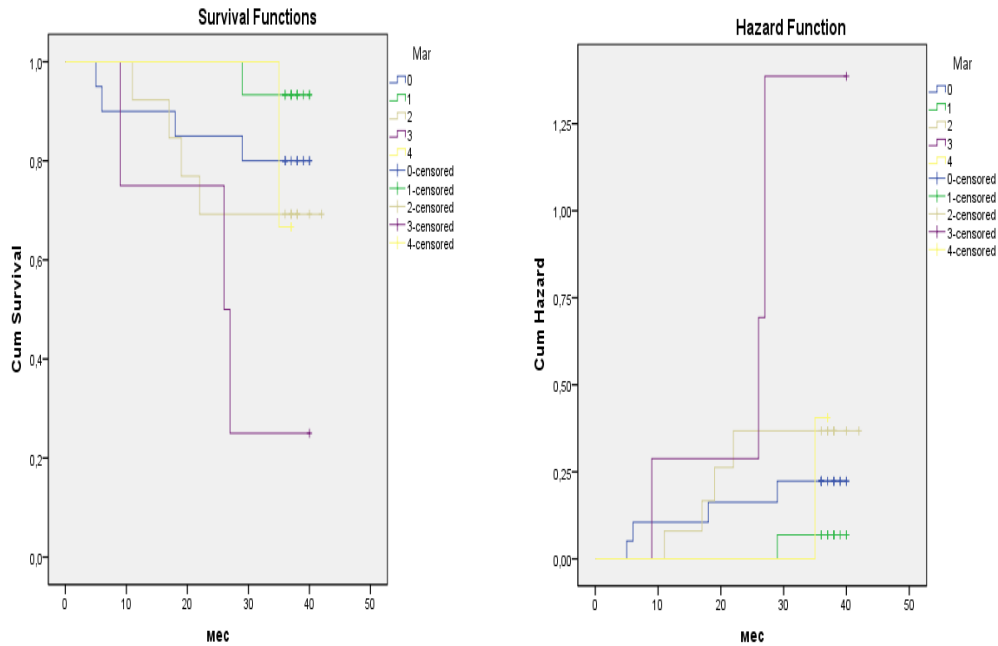 Survival Functions
Cum Survival
1,0
0,8
0,6
0,4
0,2
0,0
0 10 20 30 40 50
мес
Mar
0
1
2
3
4
0-censored
1-censored
2-censored
3-censored
4-censored
Hazard Function
Cum Hazard
1,25
1,00
0,75
0,50
0,25
0,00
0 10 20 30 40 50
мес
Mar
0
1
2
3
4
0-censored
1-censored
2-censored
3-censored
4-censored